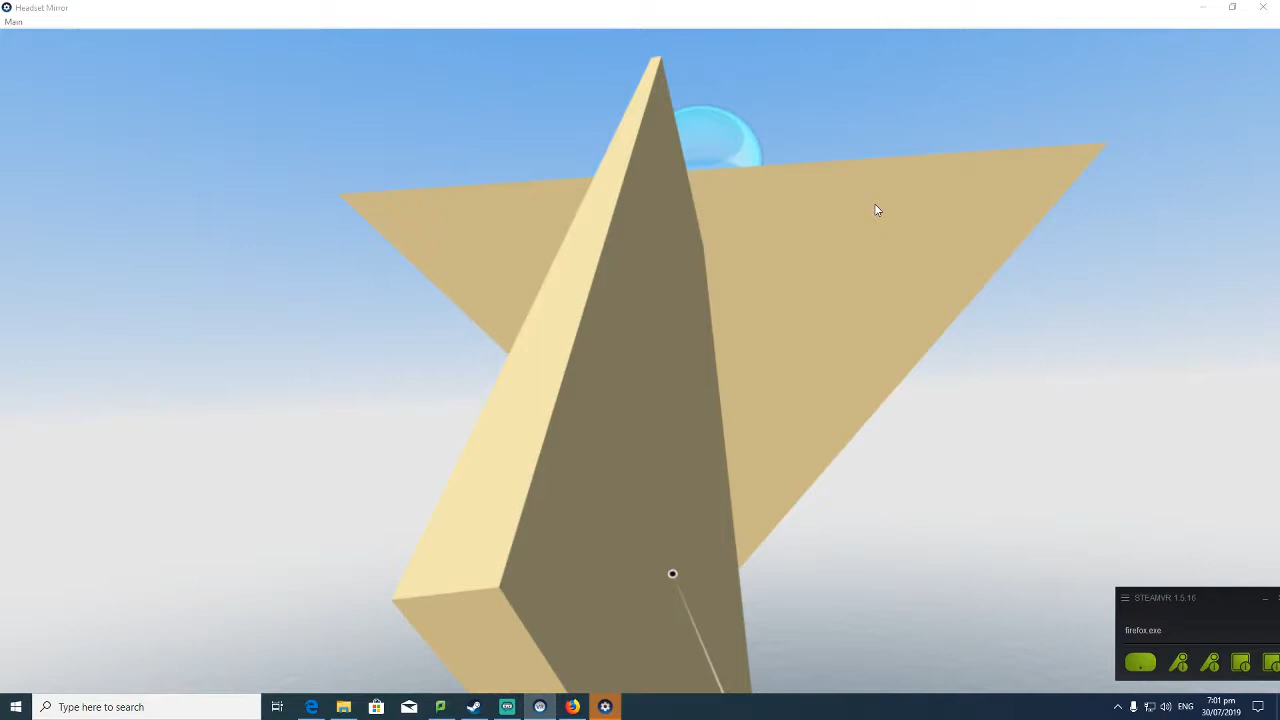 Headset Mirror
Main
STEAMVR 1.5.16
firefox.exe
Type here to search
ENG
7:01 pm
30/07/2019